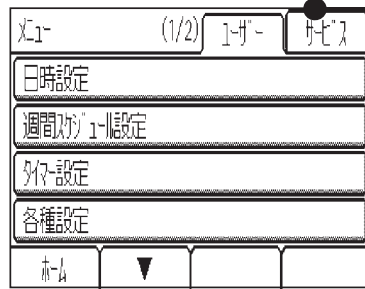 メニュー (1/2) ユーザー サービス
日時設定
週間スケジュール設定
タイマー設定
各種設定
ホーム ▼